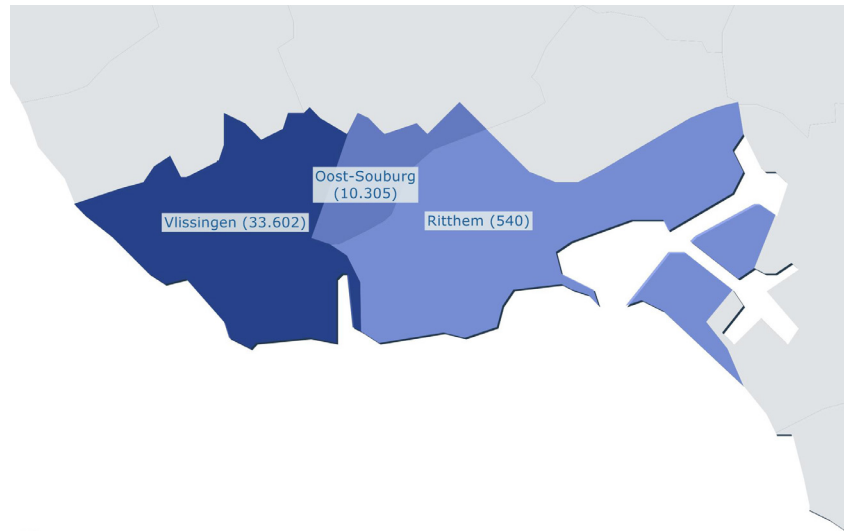 Oost-Souburg
(10.305)
Vlissingen (33.602)
Ritthem (540)